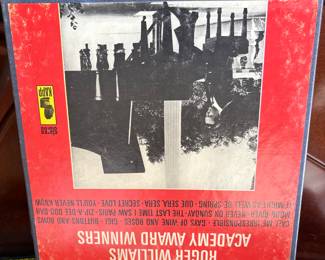 ROGER WILLIAMS
ACADEMY AWARD WINNERS
CALL ME IRRESPONSIBLE · DAYS OF WINE AND ROSES · GIGI · BUTTONS AND BOWS
MOON RIVER · NEVER ON SUNDAY · THE LAST TIME I SAW PARIS · ZIP-A-DEE-DOO-DAH
IT MIGHT AS WELL BE SPRING · QUE SERA, SERA · SECRET LOVE · YOU'LL NEVER KNOW
KAPP